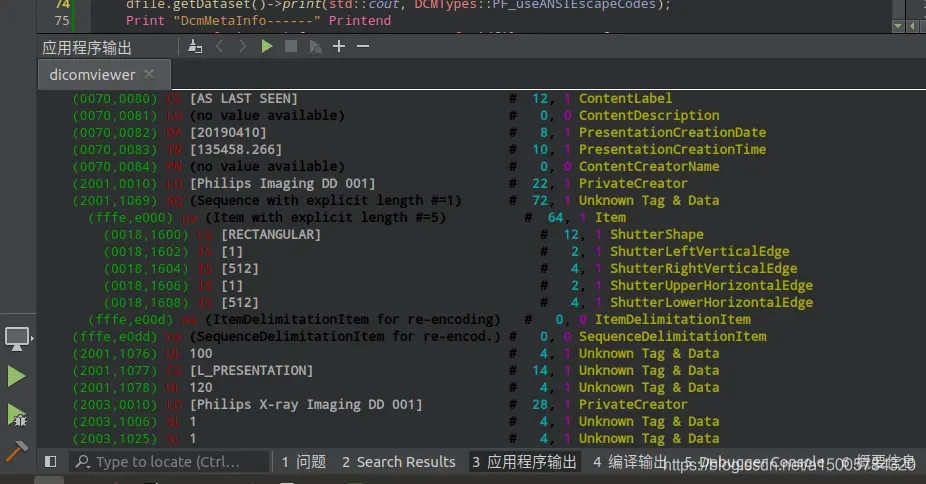 74 dfile.getDataset()->print(std::cout, DCMTypes::PF_useANSIEscapeCodes);
75 Print "DcmMetaInfo------" Printend
应用程序输出
dicomviewer
(0070,0080) CS [AS LAST SEEN] # 12, 1 ContentLabel
(0070,0081) LO (no value available) # 0, 0 ContentDescription
(0070,0082) DA [20190410] # 8, 1 PresentationCreationDate
(0070,0083) TM [135458.266] # 10, 1 PresentationCreationTime
(0070,0084) PN (no value available) # 0, 0 ContentCreatorName
(2001,0010) LO [Philips Imaging DD 001] # 22, 1 PrivateCreator
(2001,1069) SQ (Sequence with explicit length #=1) # 72, 1 Unknown Tag & Data
(fffe,e000) na (Item with explicit length #=5) # 64, 1 Item
(0018,1600) CS [RECTANGULAR] # 12, 1 ShutterShape
(0018,1602) IS [1] # 2, 1 ShutterLeftVerticalEdge
(0018,1604) IS [512] # 4, 1 ShutterRightVerticalEdge
(0018,1606) IS [1] # 2, 1 ShutterUpperHorizontalEdge
(0018,1608) IS [512] # 4, 1 ShutterLowerHorizontalEdge
(fffe,e00d) na (ItemDelimitationItem for re-encoding) # 0, 0 ItemDelimitationItem
(fffe,e0dd) na (SequenceDelimitationItem for re-encod.) # 0, 0 SequenceDelimitationItem
(2001,1076) UL 100 # 4, 1 Unknown Tag & Data
(2001,1077) CS [L_PRESENTATION] # 14, 1 Unknown Tag & Data
(2001,1078) UL 120 # 4, 1 Unknown Tag & Data
(2003,0010) LO [Philips X-ray Imaging DD 001] # 28, 1 PrivateCreator
(2003,1006) SL 1 # 4, 1 Unknown Tag & Data
(2003,1025) SL 1 # 4, 1 Unknown Tag & Data
Type to locate (Ctrl... 1 问题 2 Search Results 3 应用程序输出 4 编译输出 5 Debugger Console 6 概要信息